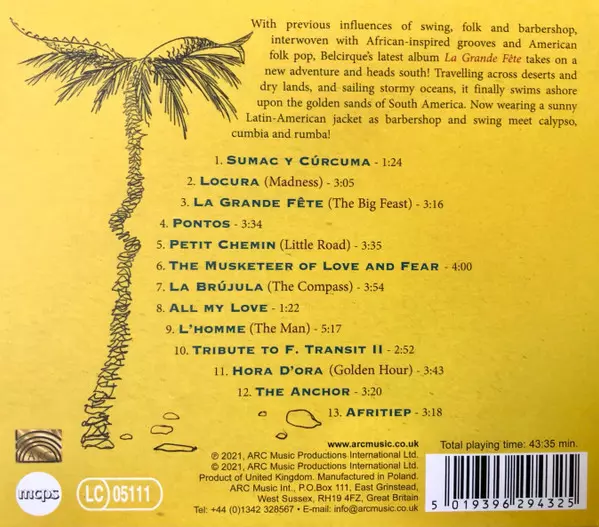 With previous influences of swing, folk and barbershop,
interwoven with African-inspired grooves and American
folk pop, Belcirque's latest album La Grande Fête takes on
a new adventure and heads south! Travelling across deserts and
dry lands, and sailing stormy oceans, it finally swims ashore
upon the golden sands of South America. Now wearing a sunny
Latin-American jacket as barbershop and swing meet calypso,
cumbia and rumba!
1. Sumac y Cúrcuma - 1:24
2. Locura (Madness) - 3:05
3. La Grande Fête (The Big Feast) - 3:16
4. Pontos - 3:34
5. Petit Chemin (Little Road) - 3:35
6. The Musketeer of Love and Fear - 4:00
7. La Brújula (The Compass) - 3:54
8. All my Love - 1:22
9. L'homme (The Man) - 5:17
10. Tribute to F. Transit II - 2:52
11. Hora D'ora (Golden Hour) - 3:43
12. The Anchor - 3:20
13. Afritiep - 3:18
www.arcmusic.co.uk
℗ 2021, ARC Music Productions International Ltd.
© 2021, ARC Music Productions International Ltd.
Product of United Kingdom. Manufactured in Poland.
ARC Music Int., P.O.Box 111, East Grinstead,
West Sussex, RH19 4FZ, Great Britain
Tel: +44 (0)1342 328567 • E-mail: info@arcmusic.co.uk
Total playing time: 43:35 min.
5 019396 294325
mcps
LC 05111